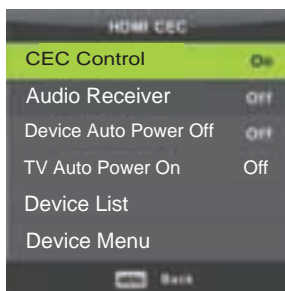 HDMI CEC
CEC Control On
Audio Receiver Off
Device Auto Power Off Off
TV Auto Power On Off
Device List
Device Menu
MENU Back